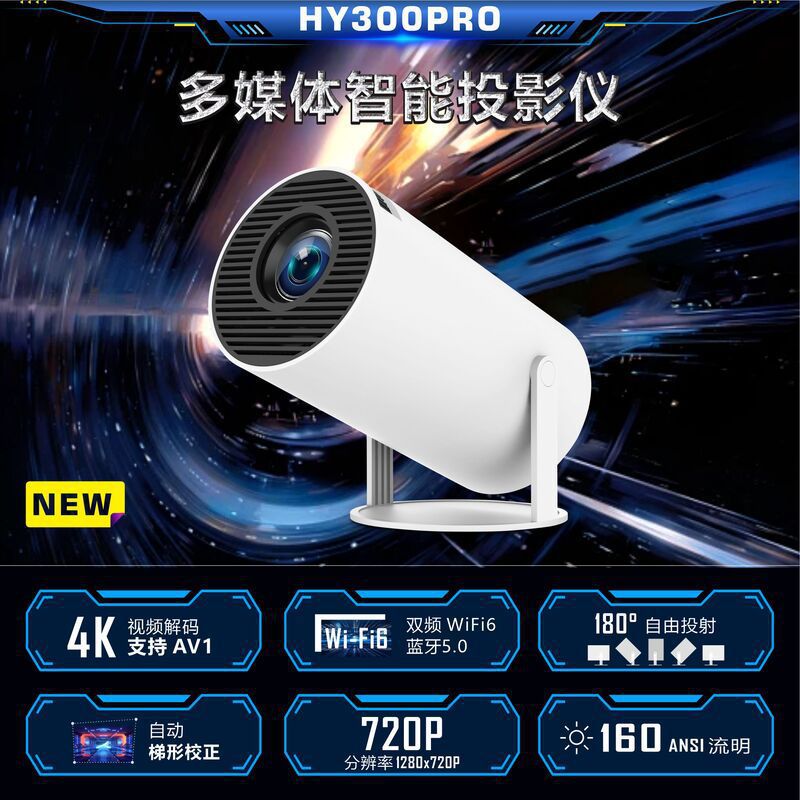 HY300PRO
多媒体智能投影仪
NEW
4K 视频解码
支持 AV1
Wi-Fi6 双频 WiFi6
蓝牙5.0
180° 自由投射
自动
梯形校正
720P
分辨率1280x720P
160 ANSI 流明